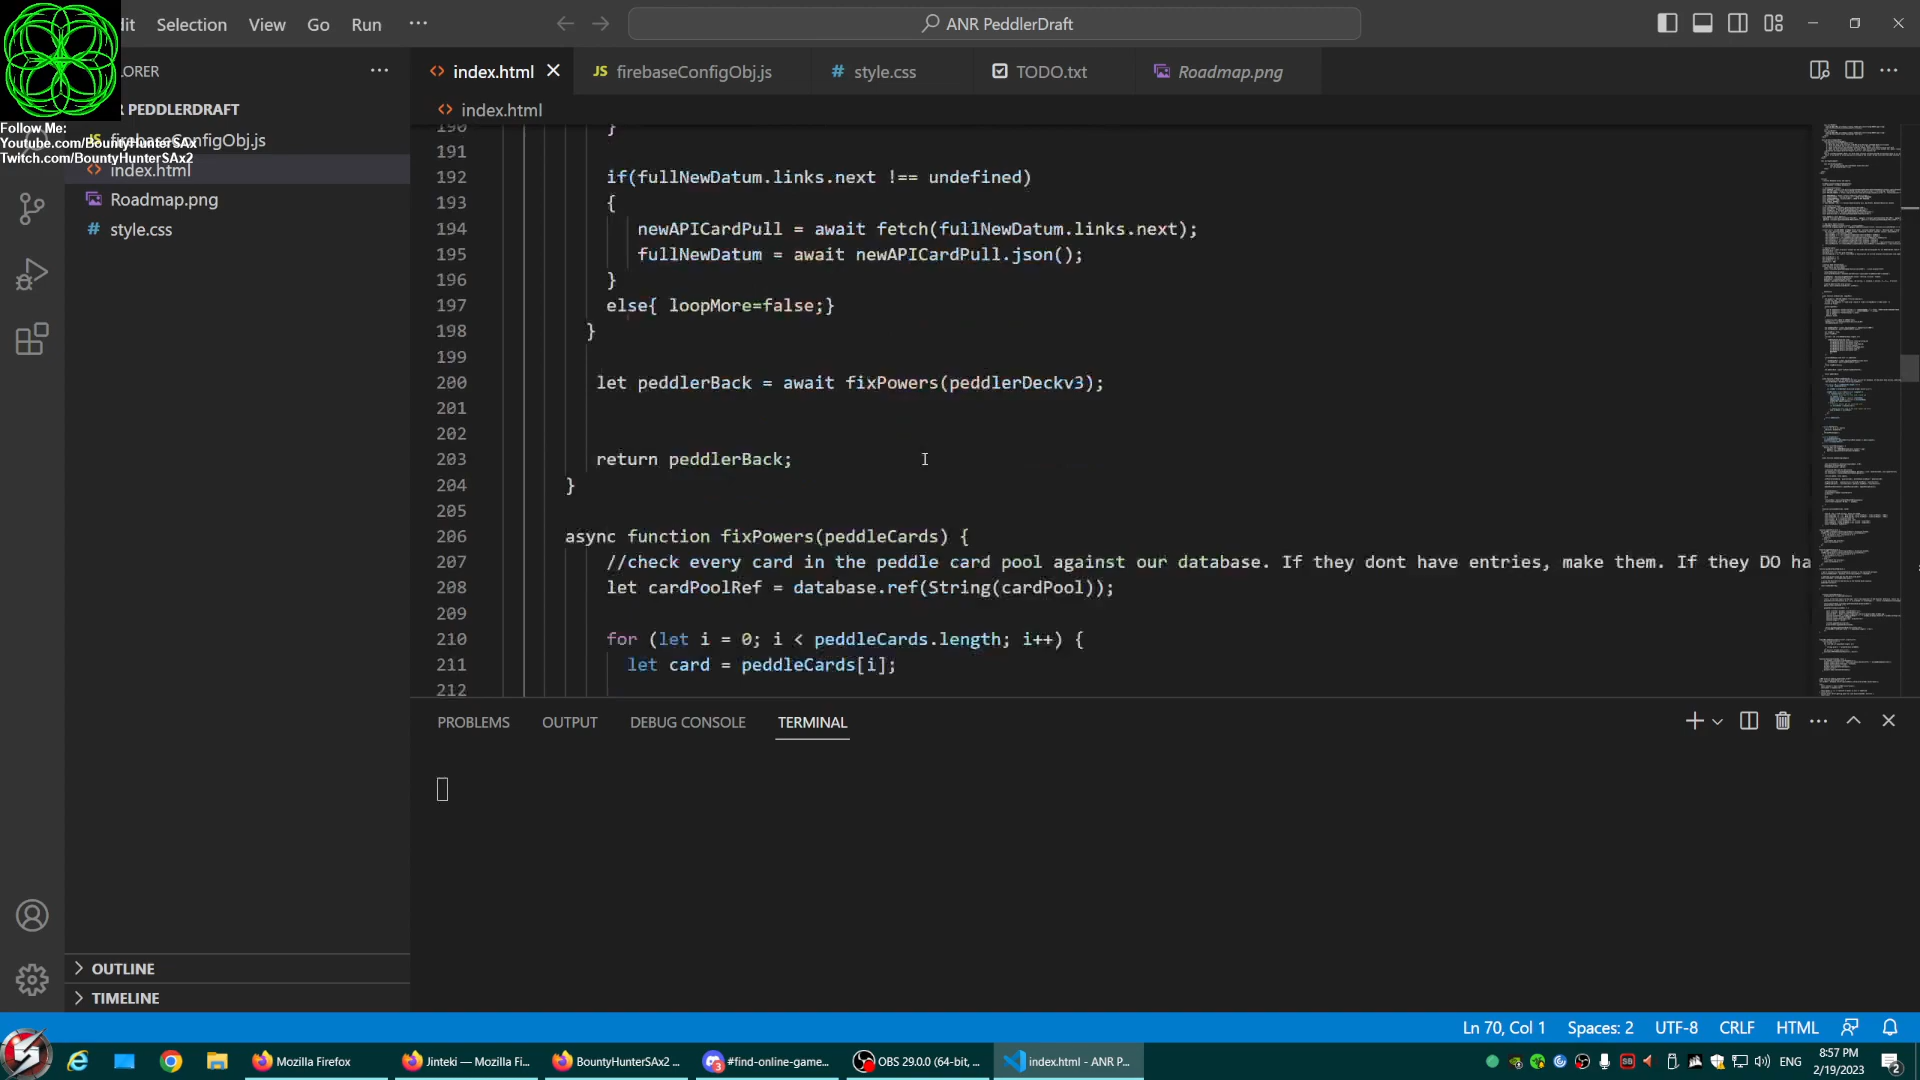 dit Selection View Go Run ···
ANR PeddlerDraft
LORER
index.html
firebaseConfigObj.js
style.css
TODO.txt
Roadmap.png
R PEDDLERDRAFT
index.html
Follow Me:
Youtube.com/BountyHunterSAx
Twitch.com/BountyHunterSAx2
firebaseConfigObj.js
index.html
Roadmap.png
style.css
190 }
191
192 if(fullNewDatum.links.next !== undefined)
193 {
194 newAPICardPull = await fetch(fullNewDatum.links.next);
195 fullNewDatum = await newAPICardPull.json();
196 }
197 else{ loopMore=false;}
198 }
199
200 let peddlerBack = await fixPowers(peddlerDeckv3);
201
202
203 return peddlerBack;
204 }
205
206 async function fixPowers(peddleCards) {
207 //check every card in the peddle card pool against our database. If they dont have entries, make them. If they DO ha
208 let cardPoolRef = database.ref(String(cardPool));
209
210 for (let i = 0; i < peddleCards.length; i++) {
211 let card = peddleCards[i];
212
PROBLEMS OUTPUT DEBUG CONSOLE TERMINAL
OUTLINE
TIMELINE
Ln 70, Col 1 Spaces: 2 UTF-8 CRLF HTML
Mozilla Firefox
Jinteki — Mozilla Fi...
BountyHunterSAx2 ...
#find-online-game...
OBS 29.0.0 (64-bit, ...
index.html - ANR P...
ENG
8:57 PM
2/19/2023
2